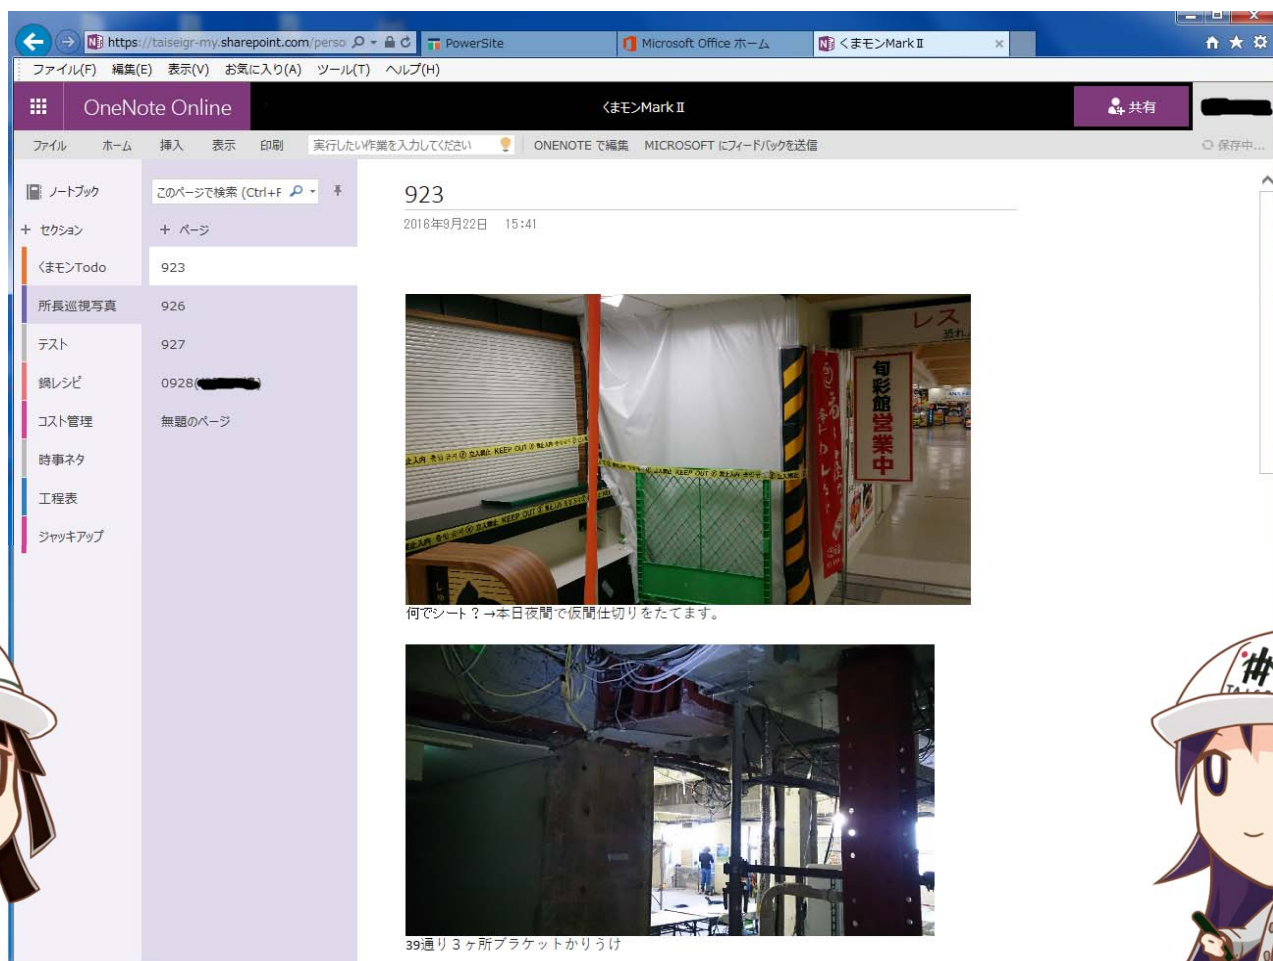 https://taiseigr-my.sharepoint.com/perso
PowerSite
Microsoft Office ホーム
くまモンMarkⅡ
ファイル(F) 編集(E) 表示(V) お気に入り(A) ツール(T) ヘルプ(H)
OneNote Online
くまモンMarkⅡ
共有
ファイル ホーム 挿入 表示 印刷 実行したい作業を入力してください ONENOTE で編集 MICROSOFT にフィードバックを送信 保存中...
ノートブック
このページで検索 (Ctrl+F
+ セクション
+ ページ
くまモンTodo
所長巡視写真
テスト
鍋レシピ
コスト管理
時事ネタ
工程表
ジャッキアップ
923
926
927
0928(
無題のページ
923
2016年9月22日 15:41
レス
旬彩館営業中
立入禁止 KEEP OUT
KEEP OUT
KEEP OUT
何でシート？→本日夜間で仮間仕切りをたてます。
39通り３ヶ所ブラケットかりうけ